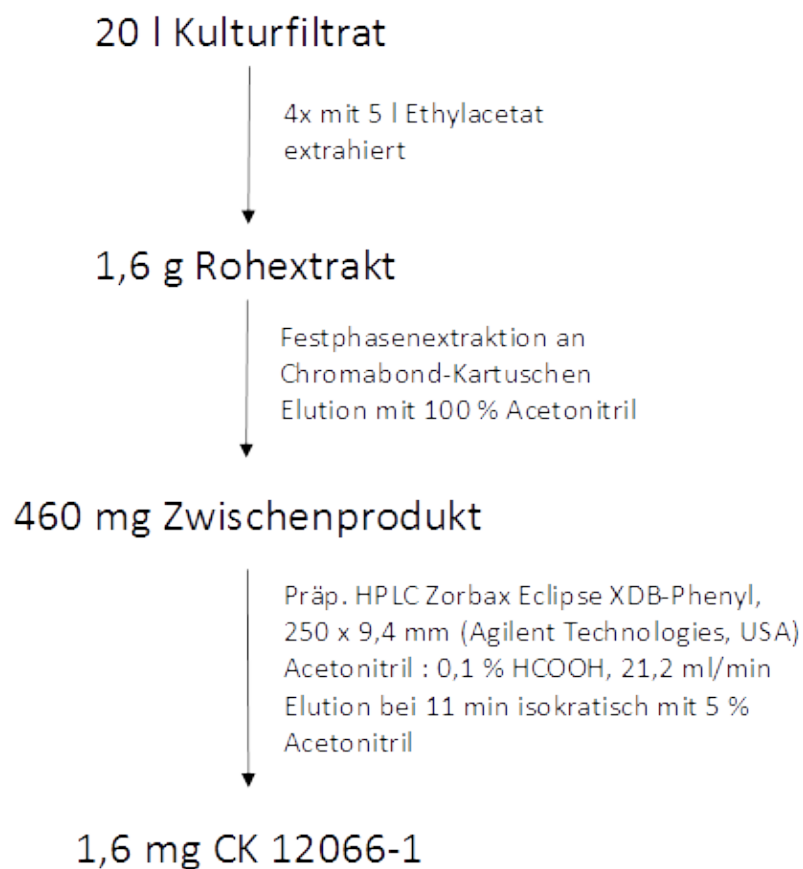 20 l Kulturfiltrat
4x mit 5 l Ethylacetat
extrahiert
1,6 g Rohextrakt
Festphasenextraktion an
Chromabond-Kartuschen
Elution mit 100 % Acetonitril
460 mg Zwischenprodukt
Präp. HPLC Zorbax Eclipse XDB-Phenyl,
250 x 9,4 mm (Agilent Technologies, USA)
Acetonitril : 0,1 % HCOOH, 21,2 ml/min
Elution bei 11 min isokratisch mit 5 %
Acetonitril
1,6 mg CK 12066-1